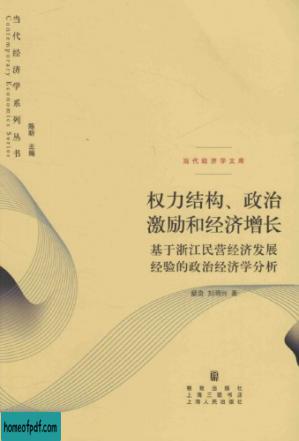 当代经济学系列丛书
Contemporary Economics Series
陈昕 主编
当代经济学文库
权力结构、政治
激励和经济增长
基于浙江民营经济发展
经验的政治经济学分析
章奇 刘明兴 著
格致出版社
上海三联书店
上海人民出版社
homeofpdf.com